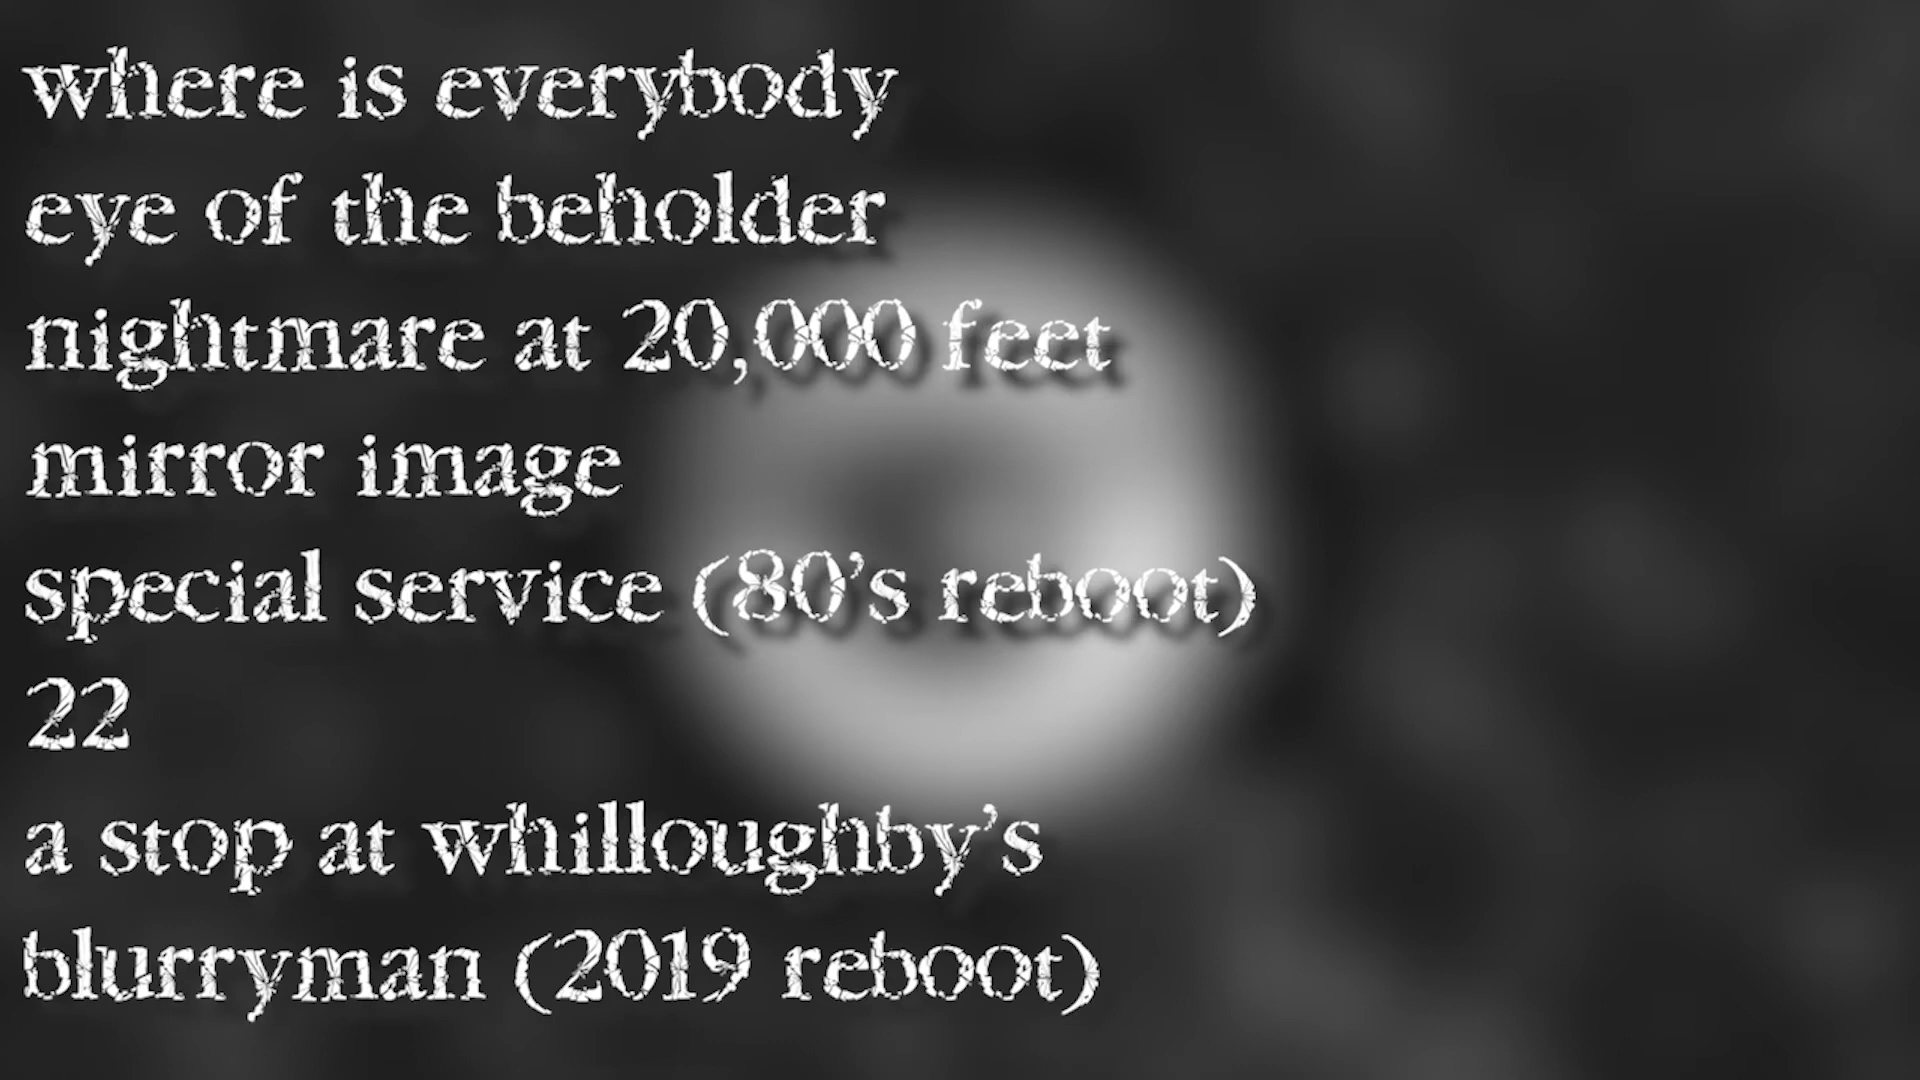 where is everybody
eye of the beholder
nightmare at 20,000 feet
mirror image
special service (80's reboot)
22
a stop at whilloughby's
blurryman (2019 reboot)